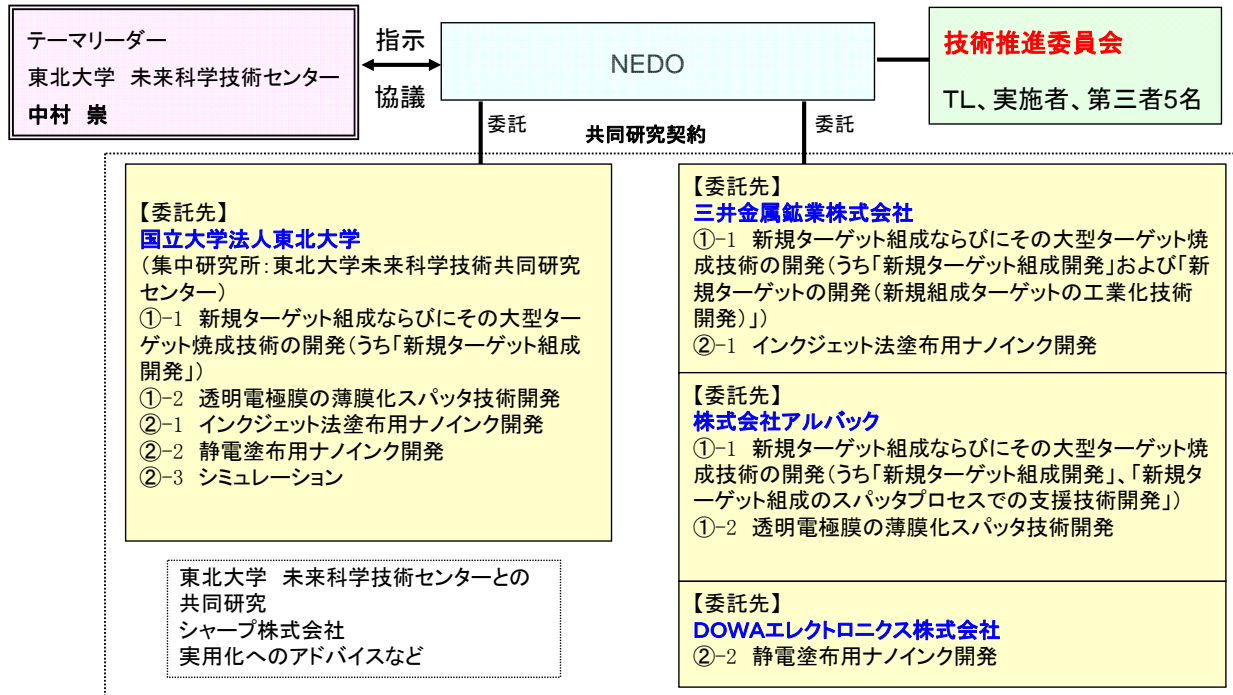 テーマリーダー
東北大学 未来科学技術センター
中村 崇
指示
協議
NEDO
技術推進委員会
TL、実施者、第三者5名
委託
共同研究契約
委託
【委託先】
国立大学法人東北大学
(集中研究所:東北大学未来科学技術共同研究
センター)
①-1 新規ターゲット組成ならびにその大型ター
ゲット焼成技術の開発(うち「新規ターゲット組成
開発」)
①-2 透明電極膜の薄膜化スパッタ技術開発
②-1 インクジェット法塗布用ナノインク開発
②-2 静電塗布用ナノインク開発
②-3 シミュレーション
東北大学 未来科学技術センターとの
共同研究
シャープ株式会社
実用化へのアドバイスなど
【委託先】
三井金属鉱業株式会社
①-1 新規ターゲット組成ならびにその大型ターゲット焼
成技術の開発(うち「新規ターゲット組成開発」および「新
規ターゲットの開発(新規組成ターゲットの工業化技術
開発)」)
②-1 インクジェット法塗布用ナノインク開発
【委託先】
株式会社アルバック
①-1 新規ターゲット組成ならびにその大型ターゲット焼
成技術の開発(うち「新規ターゲット組成開発」、「新規タ
ーゲット組成のスパッタプロセスでの支援技術開発」)
①-2 透明電極膜の薄膜化スパッタ技術開発
【委託先】
DOWAエレクトロニクス株式会社
②-2 静電塗布用ナノインク開発